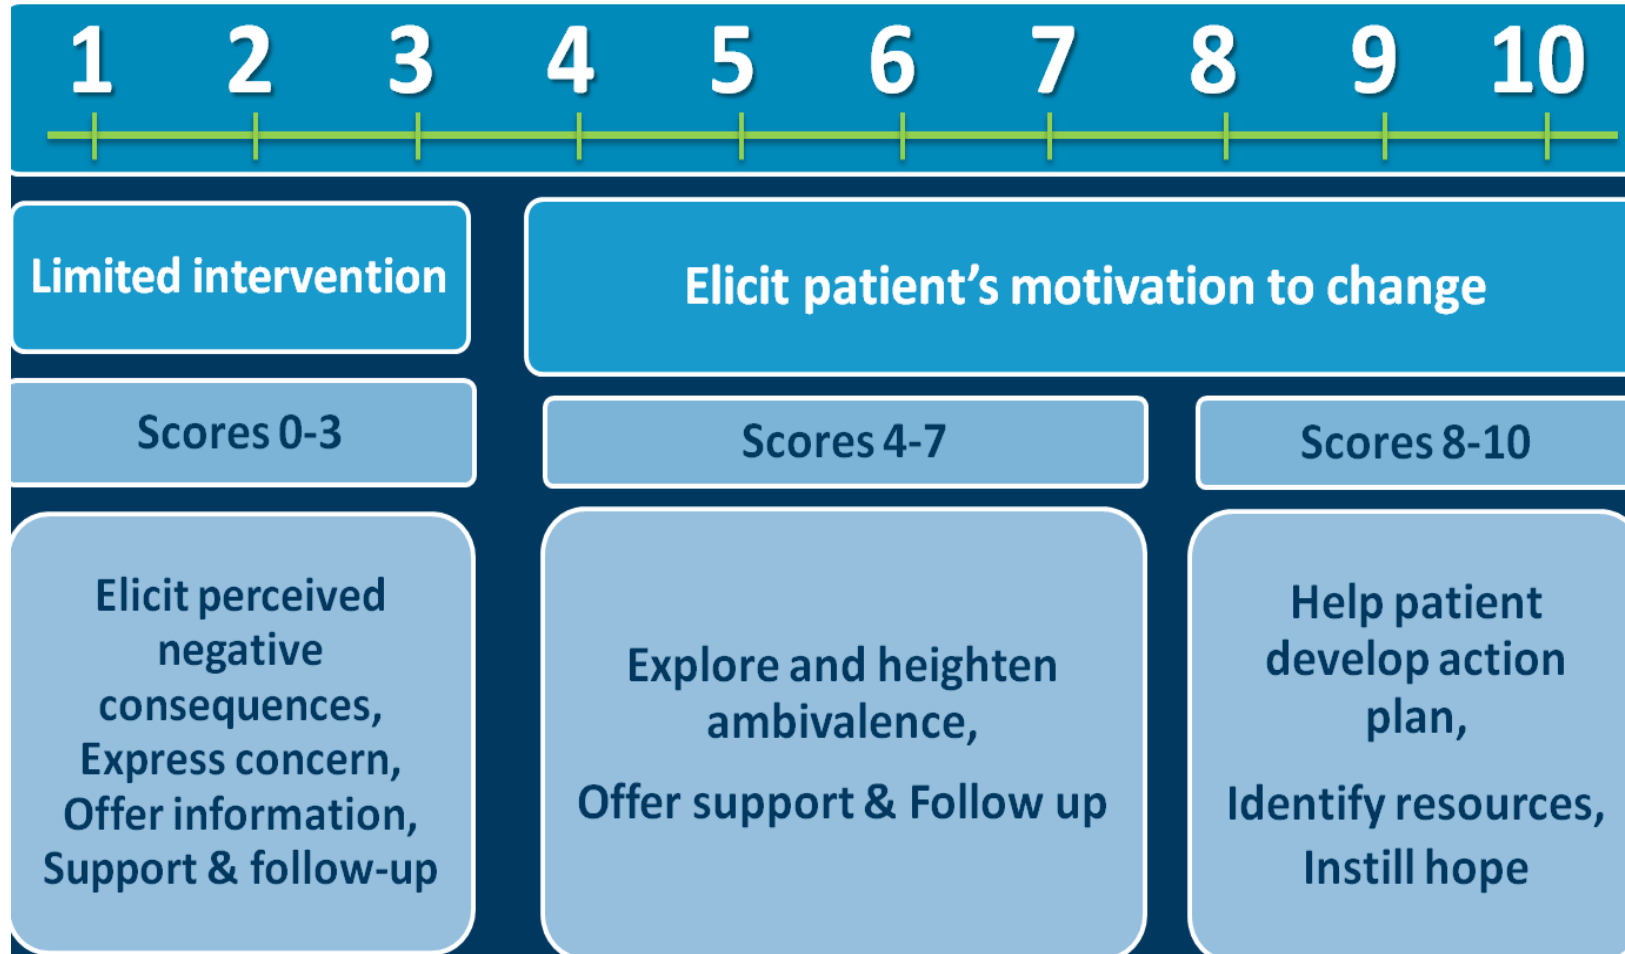 1 2 3 4 5 6 7 8 9 10
Limited intervention
Elicit patient’s motivation to change
Scores 0-3
Scores 4-7
Scores 8-10
Elicit perceived
negative
consequences,
Express concern,
Offer information,
Support & follow-up
Explore and heighten
ambivalence,
Offer support & Follow up
Help patient
develop action
plan,
Identify resources,
Instill hope